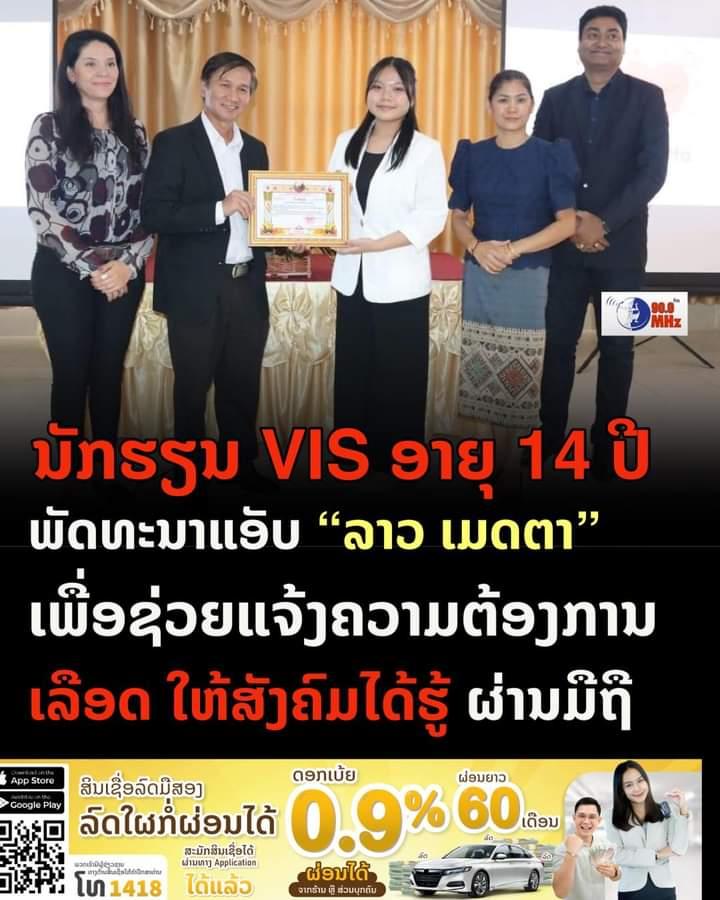 90.0
MHz
ນັກຮຽນ VIS ອາຍຸ 14 ປີ
ພັດທະນາແອັບ “ລາວ ເມດຕາ”
ເພື່ອຊ່ວຍແຈ້ງຄວາມຕ້ອງການ
ເລືອດ ໃຫ້ສັງຄົມໄດ້ຮູ້ ຜ່ານມືຖື
Download on the
App Store
Google Play
ສິນເຊື່ອລົດມືສອງ
ລົດໃຜກໍ່ຜ່ອນໄດ້
ສະມັກສິນເຊື່ອໄດ້
ຜ່ານທາງ Application
ໄດ້ແລ້ວ
ໂທ 1418
ດອກເບ້ຍ
0.9%
ຜ່ອນຍາວ
60 ເດືອນ
ຜ່ອນໄດ້
ຈາກຮ້ານ ຫຼື ສ່ວນບຸກຄົນ